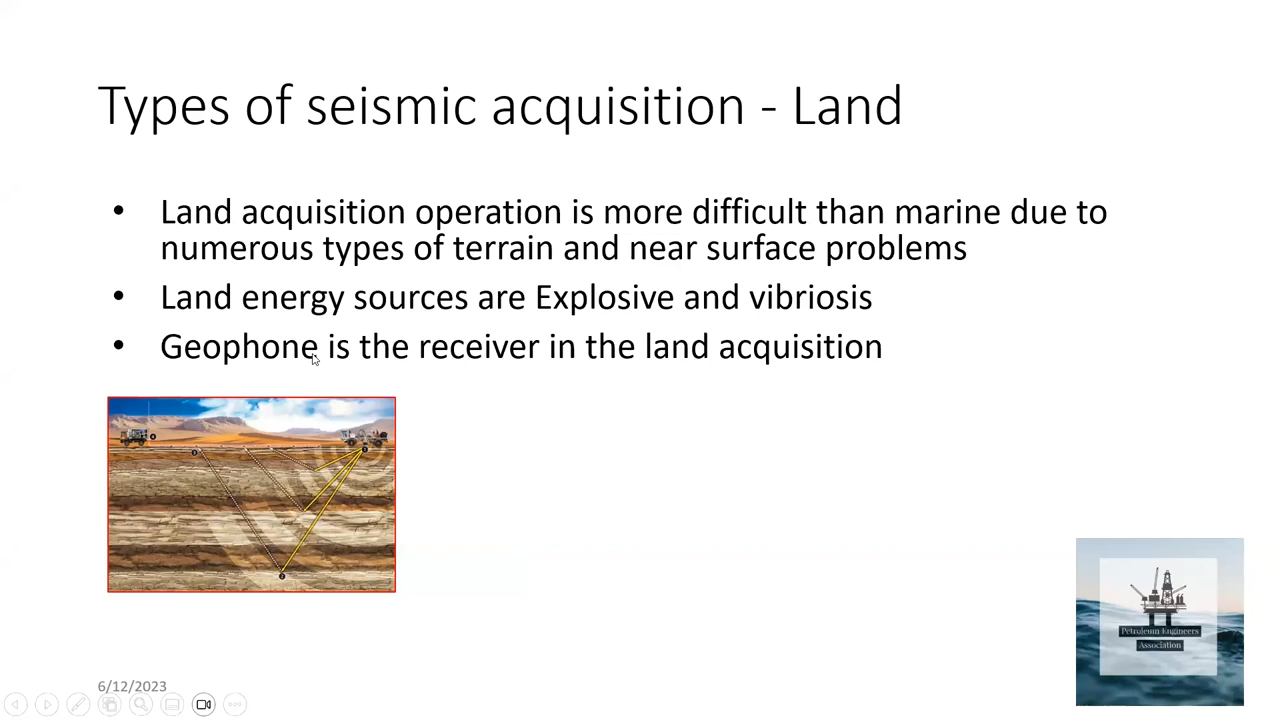 Types of seismic acquisition - Land
• Land acquisition operation is more difficult than marine due to
numerous types of terrain and near surface problems
• Land energy sources are Explosive and vibriosis
• Geophone is the receiver in the land acquisition
Petroleum Engineers
Association
6/12/2023